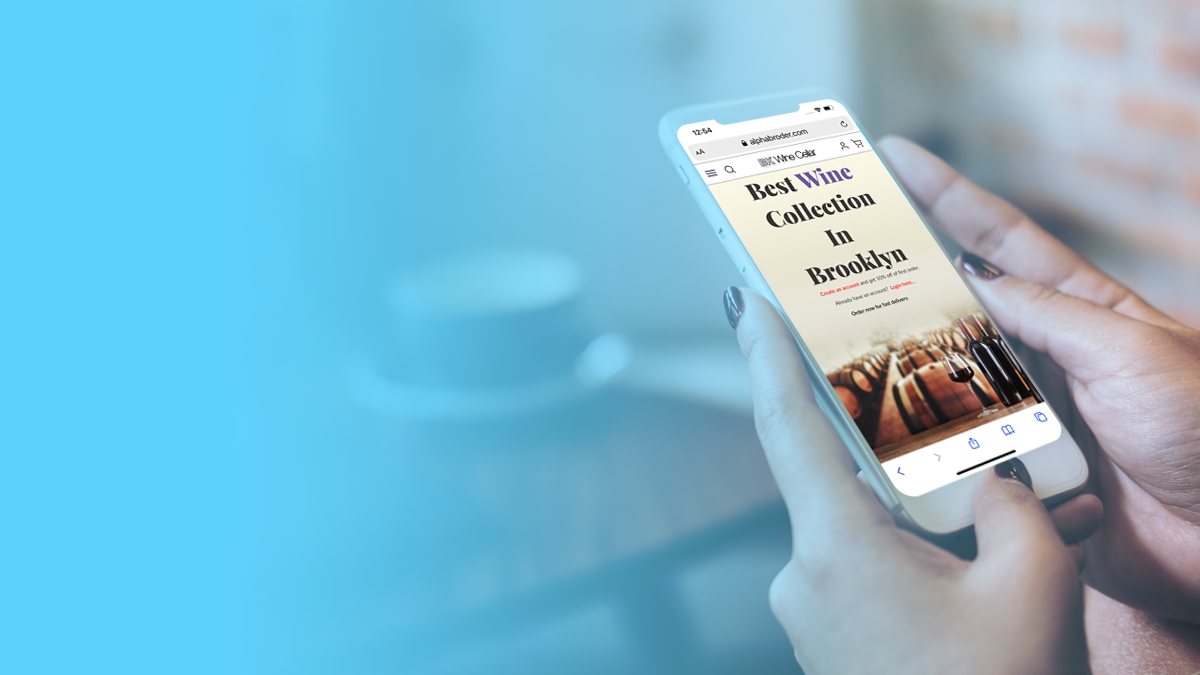 12:54
AA alphabroder.com
BK Wine Cellar
Best Wine
Collection
In
Brooklyn
Create an account and get 10% off of first order.
Already have an account? Login here...
Order now for fast delivery.